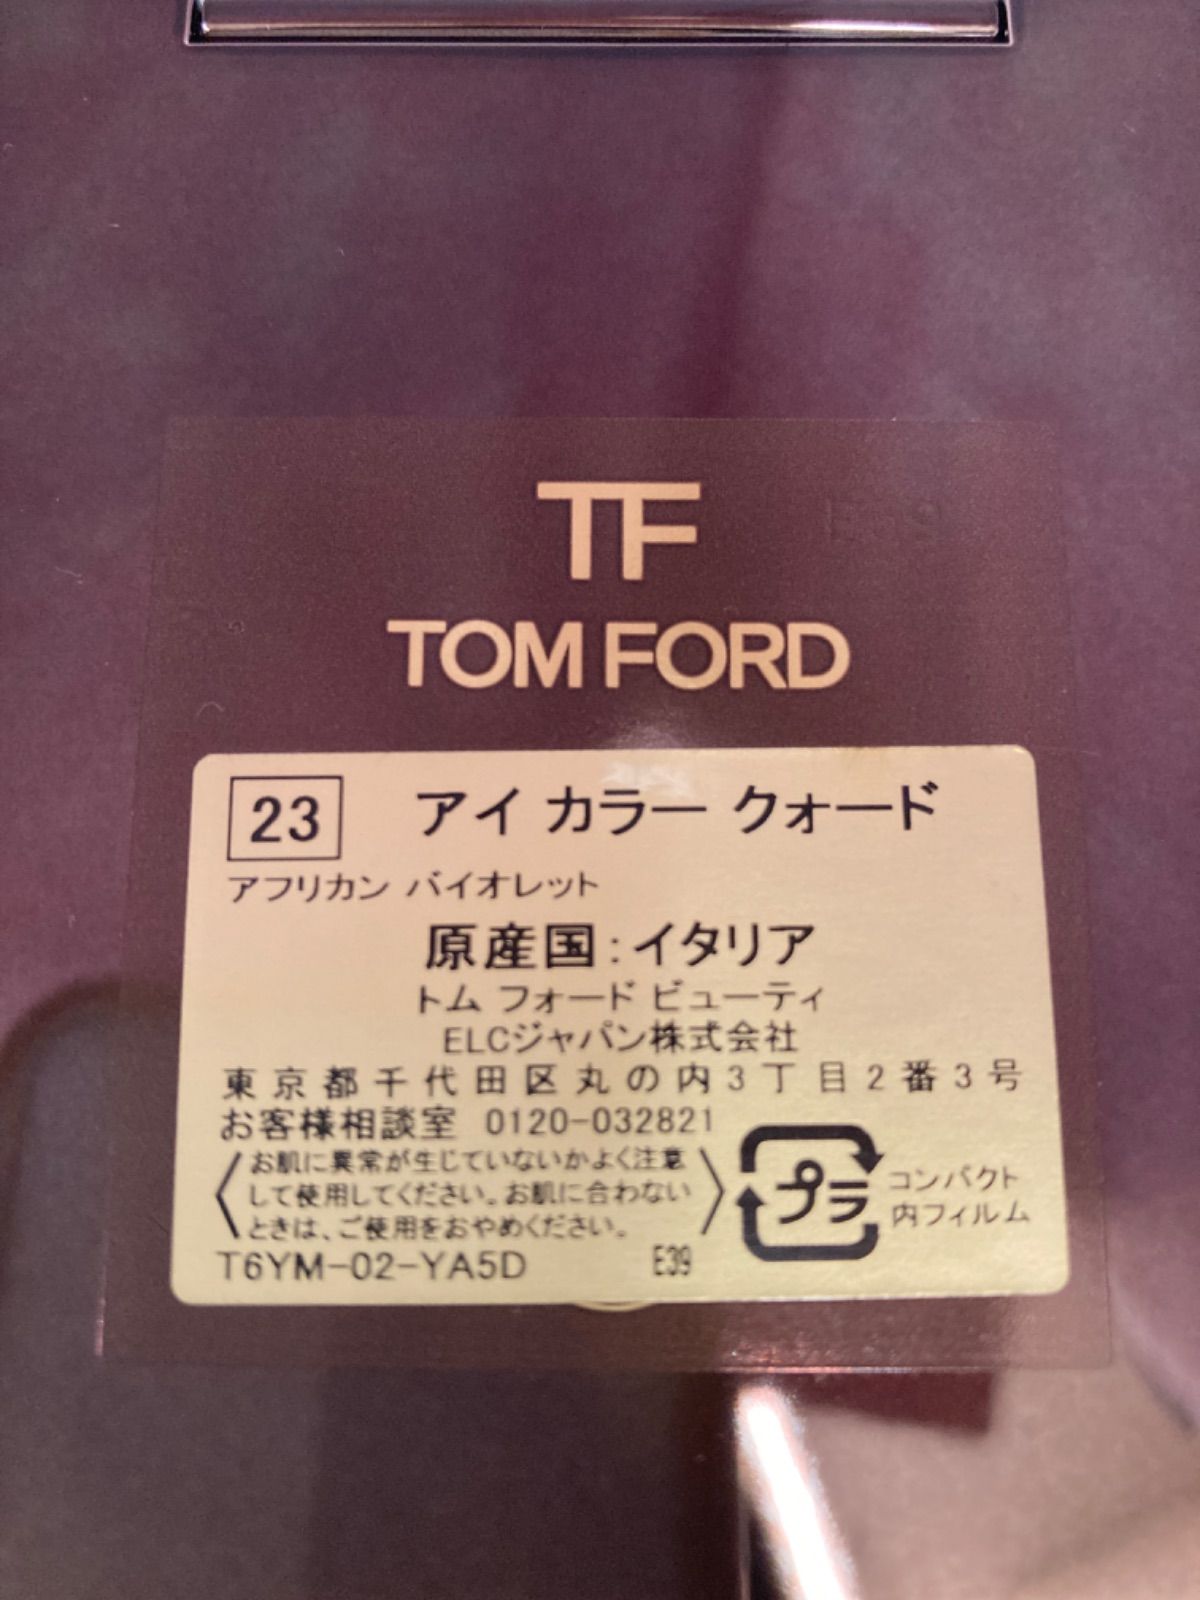 TF
TOM FORD
23 アイ カラー クォード
アフリカン バイオレット
原産国:イタリア
トム フォード ビューティ
ELCジャパン株式会社
東京都千代田区丸の内3丁目2番3号
お客様相談室 0120-032821
お肌に異常が生じていないかよく注意
して使用してください。お肌に合わない
ときは、ご使用をおやめください。
プラ
コンパクト
内フィルム
T6YM-02-YA5D E39